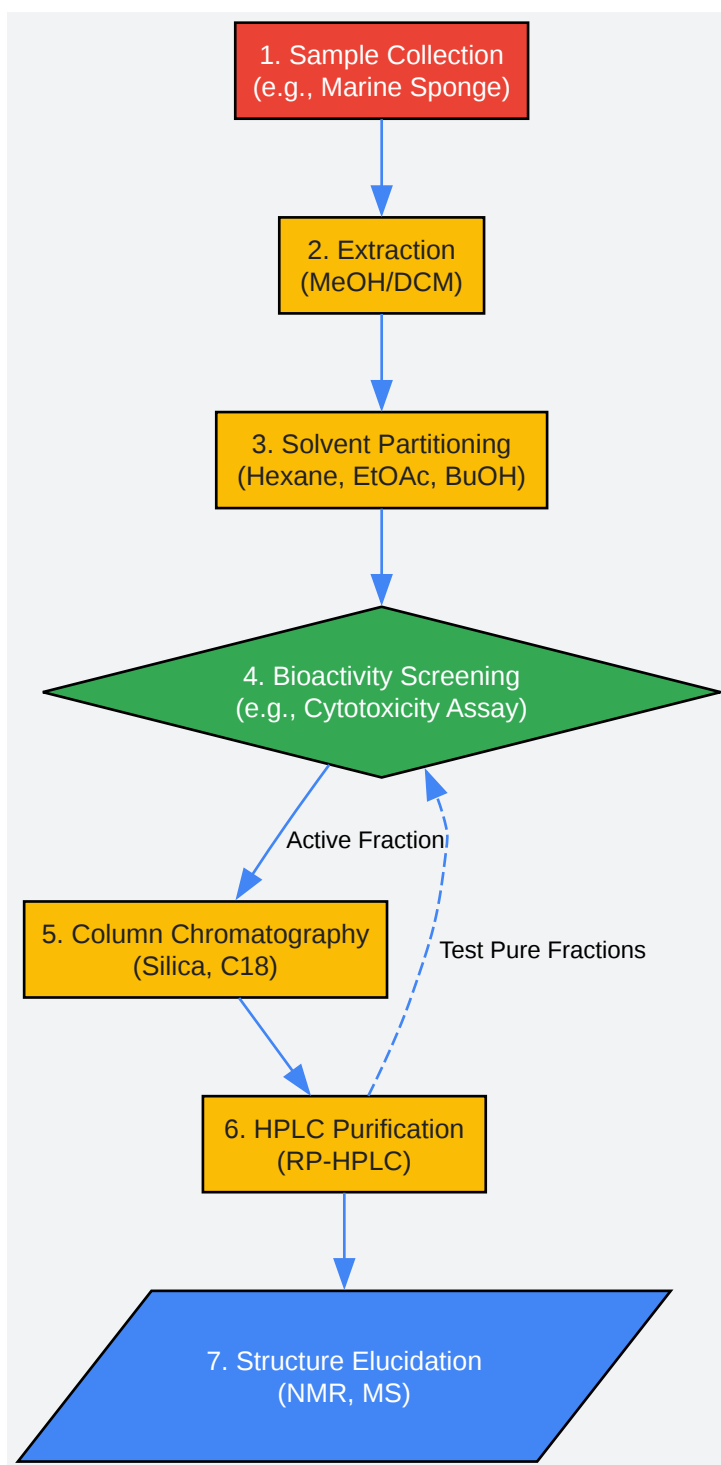 1. Sample Collection
(e.g., Marine Sponge)
2. Extraction
(MeOH/DCM)
3. Solvent Partitioning
(Hexane, EtOAc, BuOH)
4. Bioactivity Screening
(e.g., Cytotoxicity Assay)
Active Fraction
5. Column Chromatography
(Silica, C18)
Test Pure Fractions
6. HPLC Purification
(RP-HPLC)
7. Structure Elucidation
(NMR, MS)